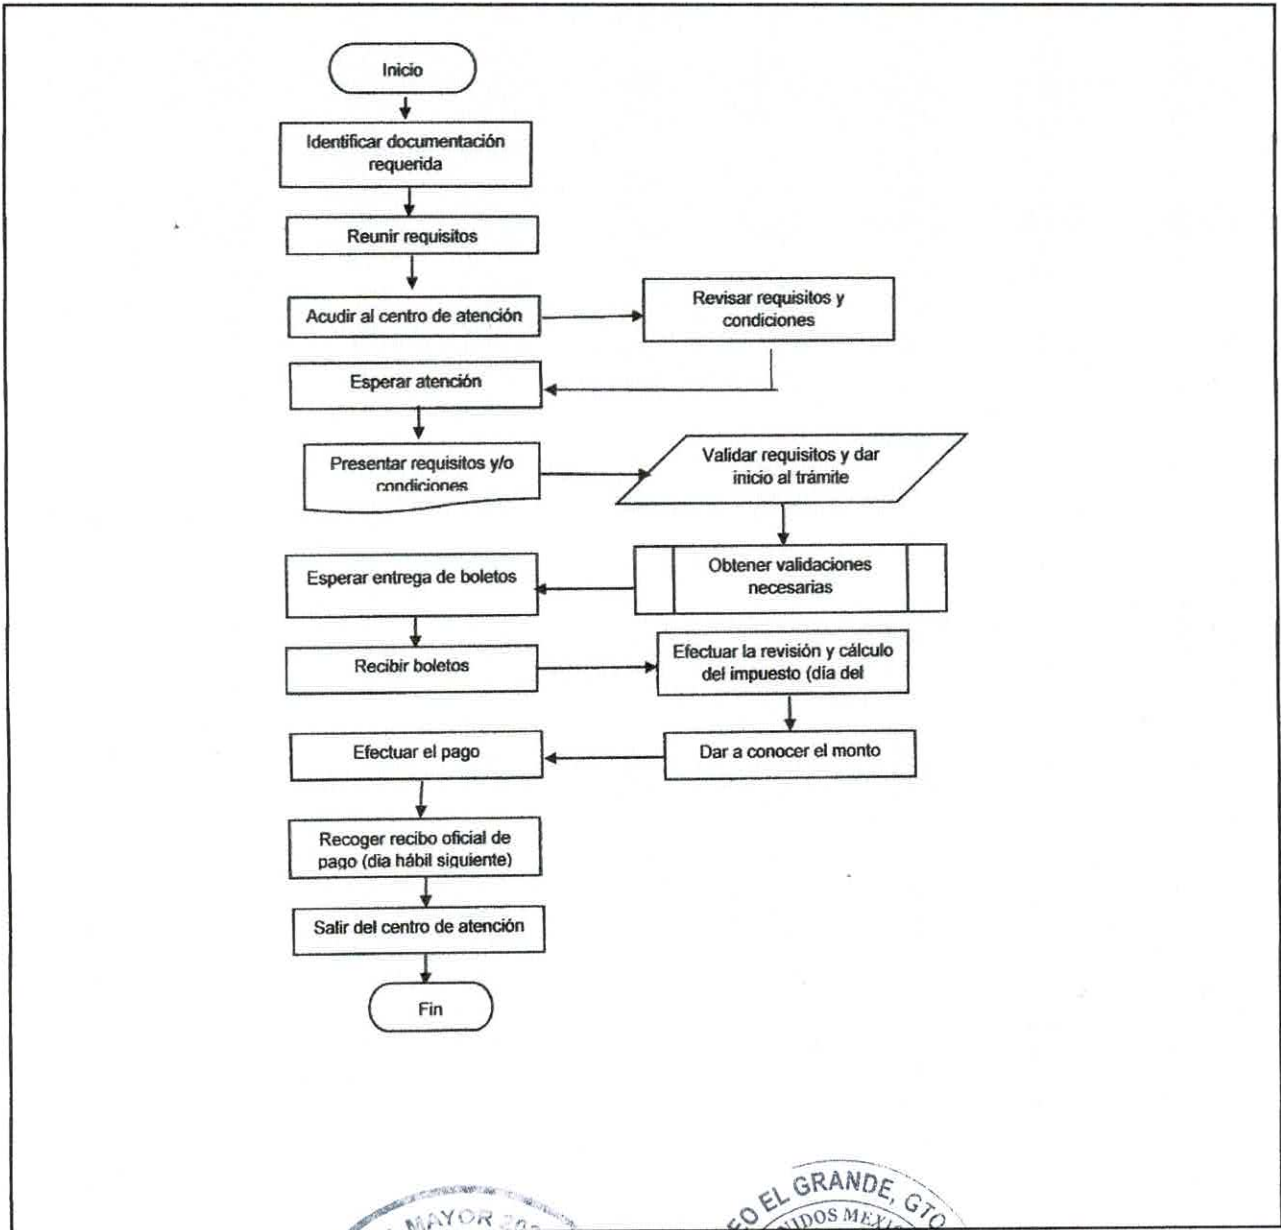 Inicio
Identificar documentación
requerida
Reunir requisitos
Acudir al centro de atención
Revisar requisitos y
condiciones
Esperar atención
Presentar requisitos y/o
condiciones
Validar requisitos y dar
inicio al trámite
Obtener validaciones
necesarias
Esperar entrega de boletos
Recibir boletos
Efectuar la revisión y cálculo
del impuesto (día del
Efectuar el pago
Dar a conocer el monto
Recoger recibo oficial de
pago (día hábil siguiente)
Salir del centro de atención
Fin
MAYOR
EO EL GRANDE, GTO
NIDOS MEXIC